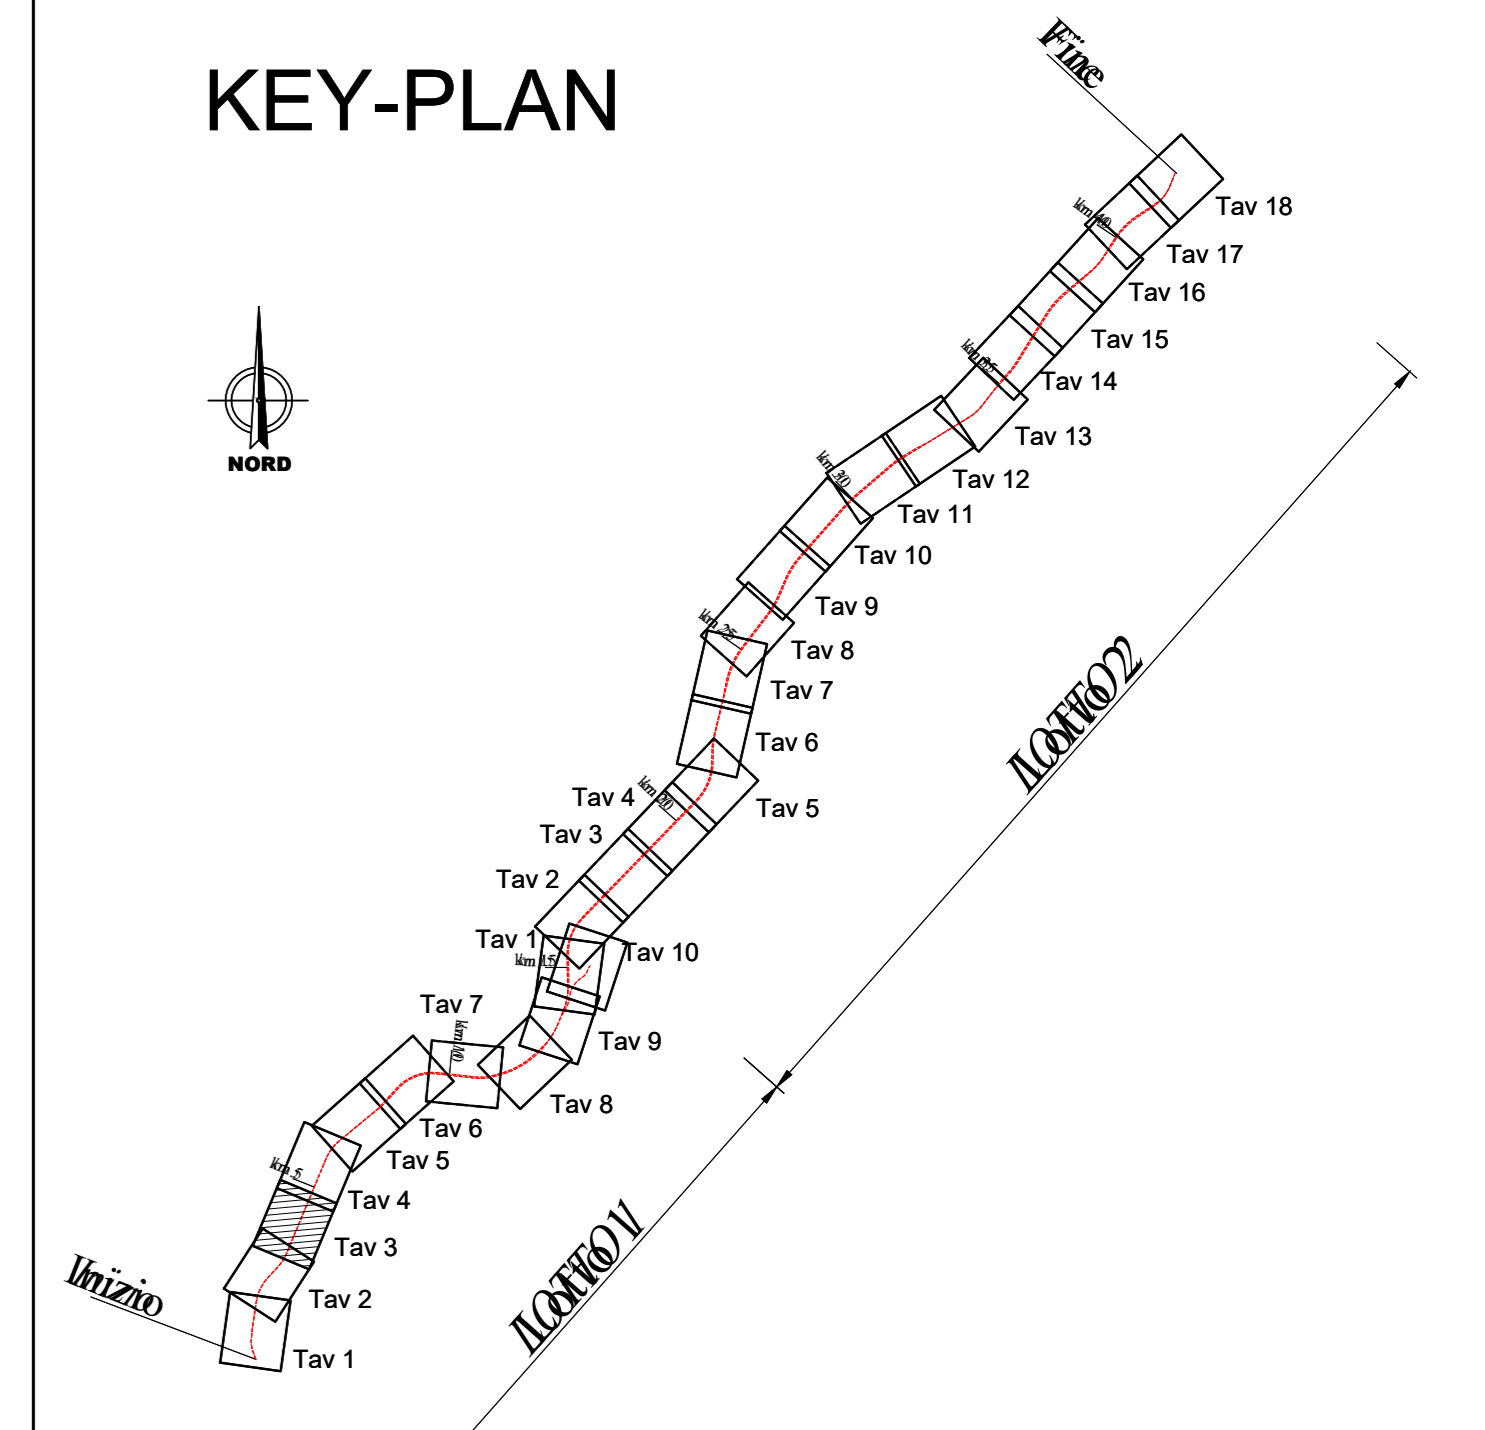 KEY-PLAN
Fine
Tav 18
km 40
Tav 17
Tav 16
Tav 15
km 35
Tav 14
Tav 13
NORD
km 30
Tav 12
Tav 11
Tav 10
Tav 9
km 25
Tav 8
Tav 7
LOTTO 2
Tav 6
km 20
Tav 4
Tav 5
Tav 3
Tav 2
Tav 1
Tav 10
km 15
Tav 7
km 10
Tav 9
Tav 8
Tav 6
Tav 5
km 5
Tav 4
LOTTO 1
Tav 3
Inizio
Tav 2
Tav 1